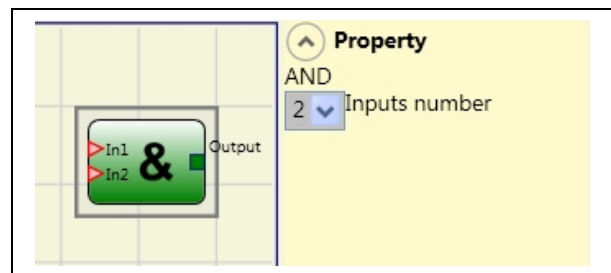 Property
AND
2 Inputs number
In1
In2
&
Output